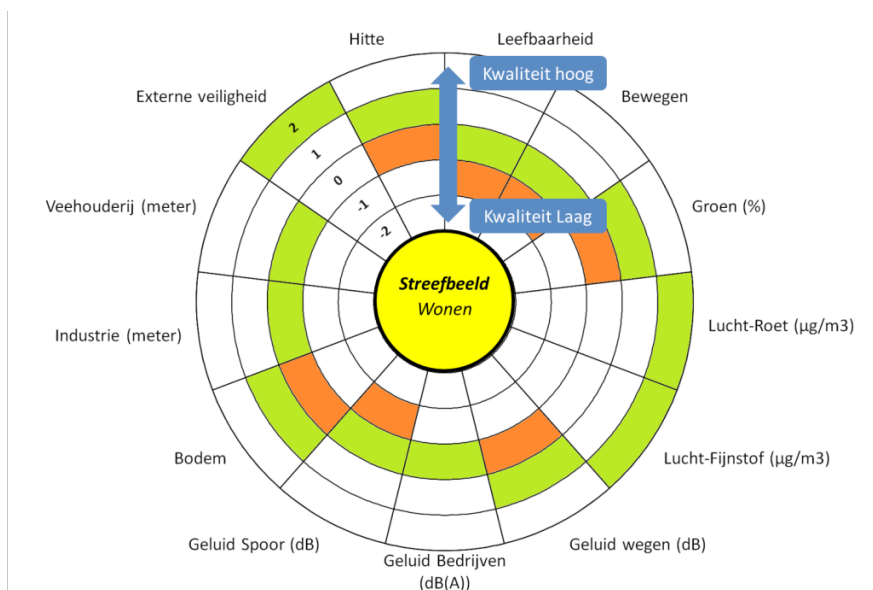 Hitte
Leefbaarheid
Kwaliteit hoog
Externe veiligheid
Bewegen
2
1
0
-1
-2
Veehouderij (meter)
Groen (%)
Kwaliteit Laag
Streefbeeld
Wonen
Industrie (meter)
Lucht-Roet (µg/m3)
Bodem
Lucht-Fijnstof (µg/m3)
Geluid Spoor (dB)
Geluid Bedrijven
(dB(A))
Geluid wegen (dB)